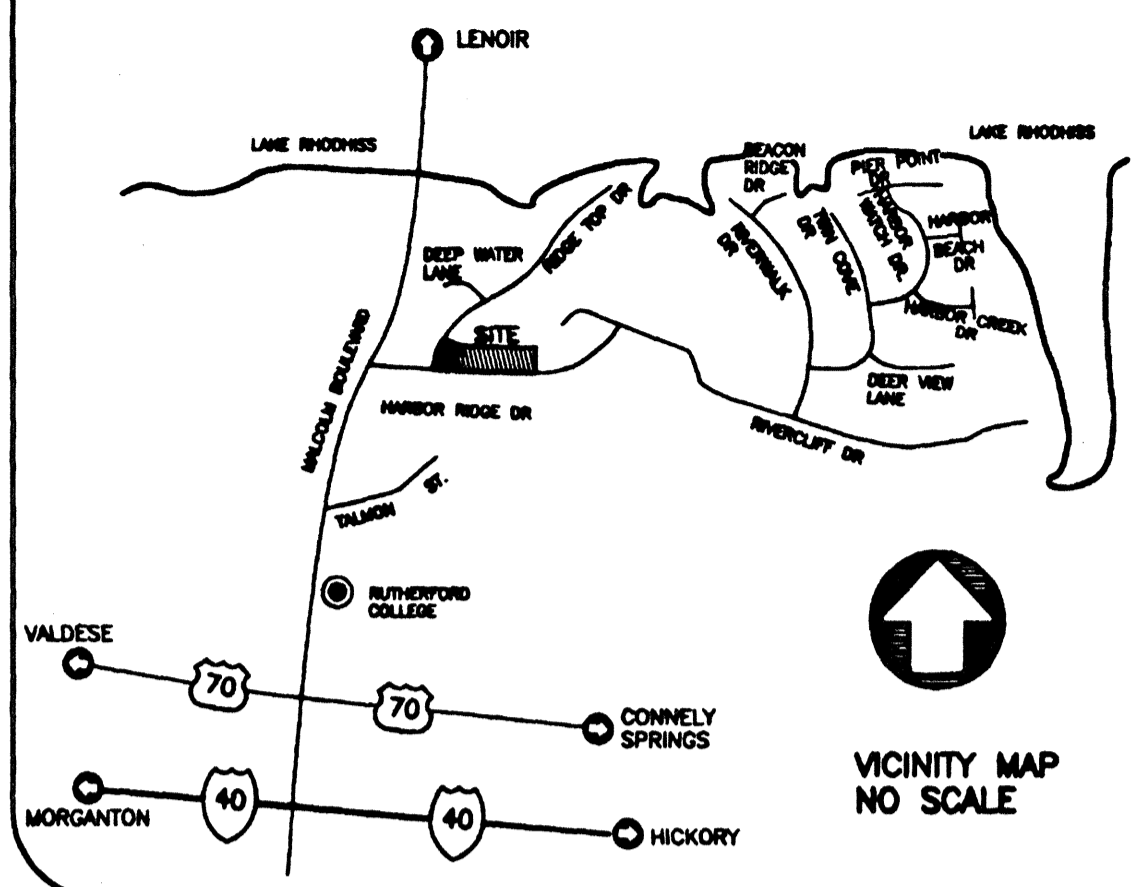 LENOIR
LAKE RHODHISS
LAKE RHODHISS
BEACON
RIDGE
DR
PIER POINT
DR
HARBOR
WATCH DR.
HARBOR
BEACH
DR
RIDGE TOP DR
DEEP WATER
LANE
RIVERWALK
DR
TWIN COVE
DR
HARBOR CREEK
DR
SITE
MALCOLM BOULEVARD
HARBOR RIDGE DR
DEER VIEW
LANE
RIVERCLIFF DR
TALMON ST.
RUTHERFORD
COLLEGE
VALDESE
70
70
CONNELY
SPRINGS
MORGANTON
40
40
HICKORY
VICINITY MAP
NO SCALE